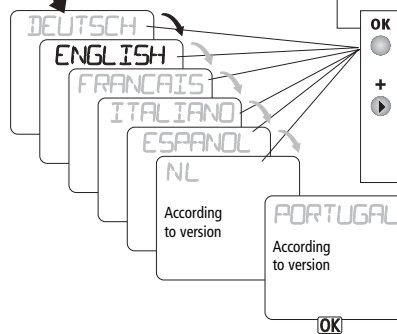 DEUTSCH
ENGLISH
FRANCAIS
ITALIANO
ESPANOL
NL
According
to version
PORTUGAL
According
to version
OK
OK
+